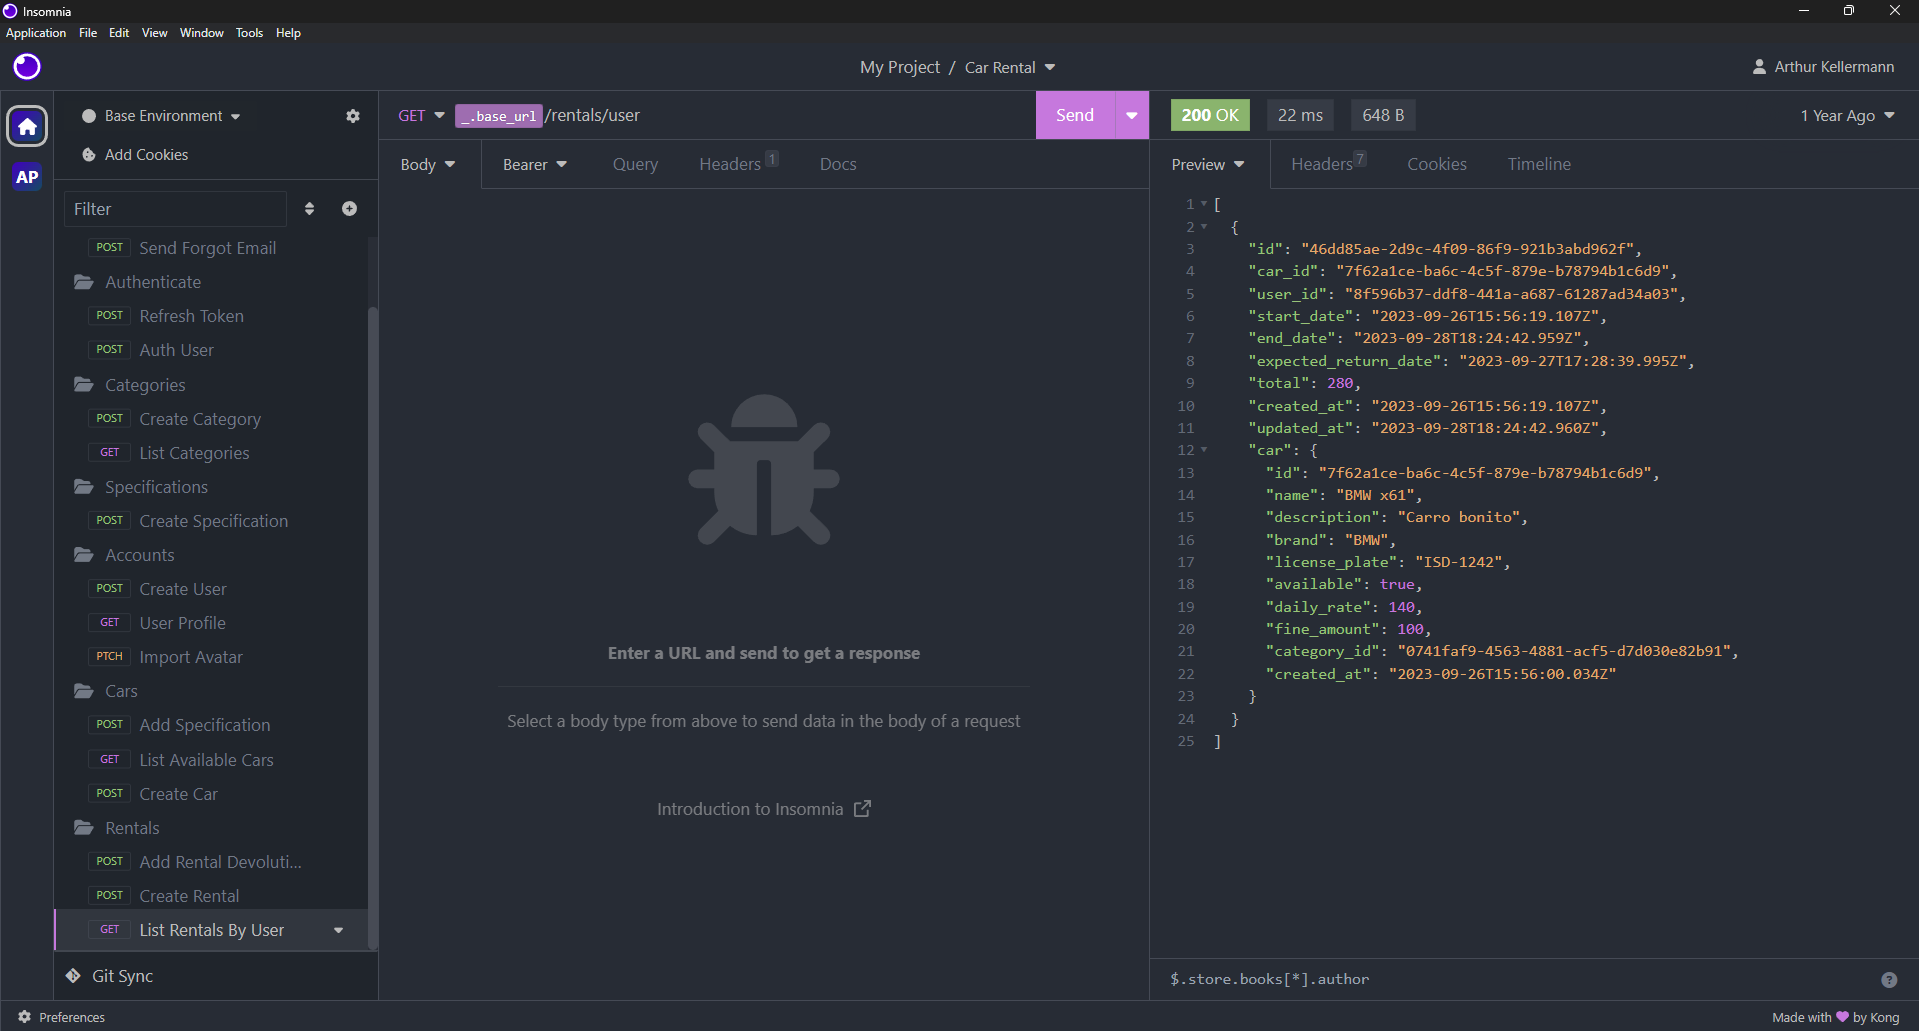 Insomnia
Application File Edit View Window Tools Help
My Project / Car Rental
Arthur Kellermann
AP
Base Environment
Add Cookies
Filter
POST Send Forgot Email
Authenticate
POST Refresh Token
POST Auth User
Categories
POST Create Category
GET List Categories
Specifications
POST Create Specification
Accounts
POST Create User
GET User Profile
PTCH Import Avatar
Cars
POST Add Specification
GET List Available Cars
POST Create Car
Rentals
POST Add Rental Devoluti...
POST Create Rental
GET List Rentals By User
Git Sync
GET _.base_url /rentals/user
Send
Body Bearer Query Headers 1 Docs
Enter a URL and send to get a response
Select a body type from above to send data in the body of a request
Introduction to Insomnia
200 OK 22 ms 648 B 1 Year Ago
Preview Headers 7 Cookies Timeline
1 [
2 {
3 "id": "46dd85ae-2d9c-4f09-86f9-921b3abd962f",
4 "car_id": "7f62a1ce-ba6c-4c5f-879e-b78794b1c6d9",
5 "user_id": "8f596b37-ddf8-441a-a687-61287ad34a03",
6 "start_date": "2023-09-26T15:56:19.107Z",
7 "end_date": "2023-09-28T18:24:42.959Z",
8 "expected_return_date": "2023-09-27T17:28:39.995Z",
9 "total": 280,
10 "created_at": "2023-09-26T15:56:19.107Z",
11 "updated_at": "2023-09-28T18:24:42.960Z",
12 "car": {
13 "id": "7f62a1ce-ba6c-4c5f-879e-b78794b1c6d9",
14 "name": "BMW x61",
15 "description": "Carro bonito",
16 "brand": "BMW",
17 "license_plate": "ISD-1242",
18 "available": true,
19 "daily_rate": 140,
20 "fine_amount": 100,
21 "category_id": "0741faf9-4563-4881-acf5-d7d030e82b91",
22 "created_at": "2023-09-26T15:56:00.034Z"
23 }
24 }
25 ]
$.store.books[*].author
Preferences
Made with 💜 by Kong